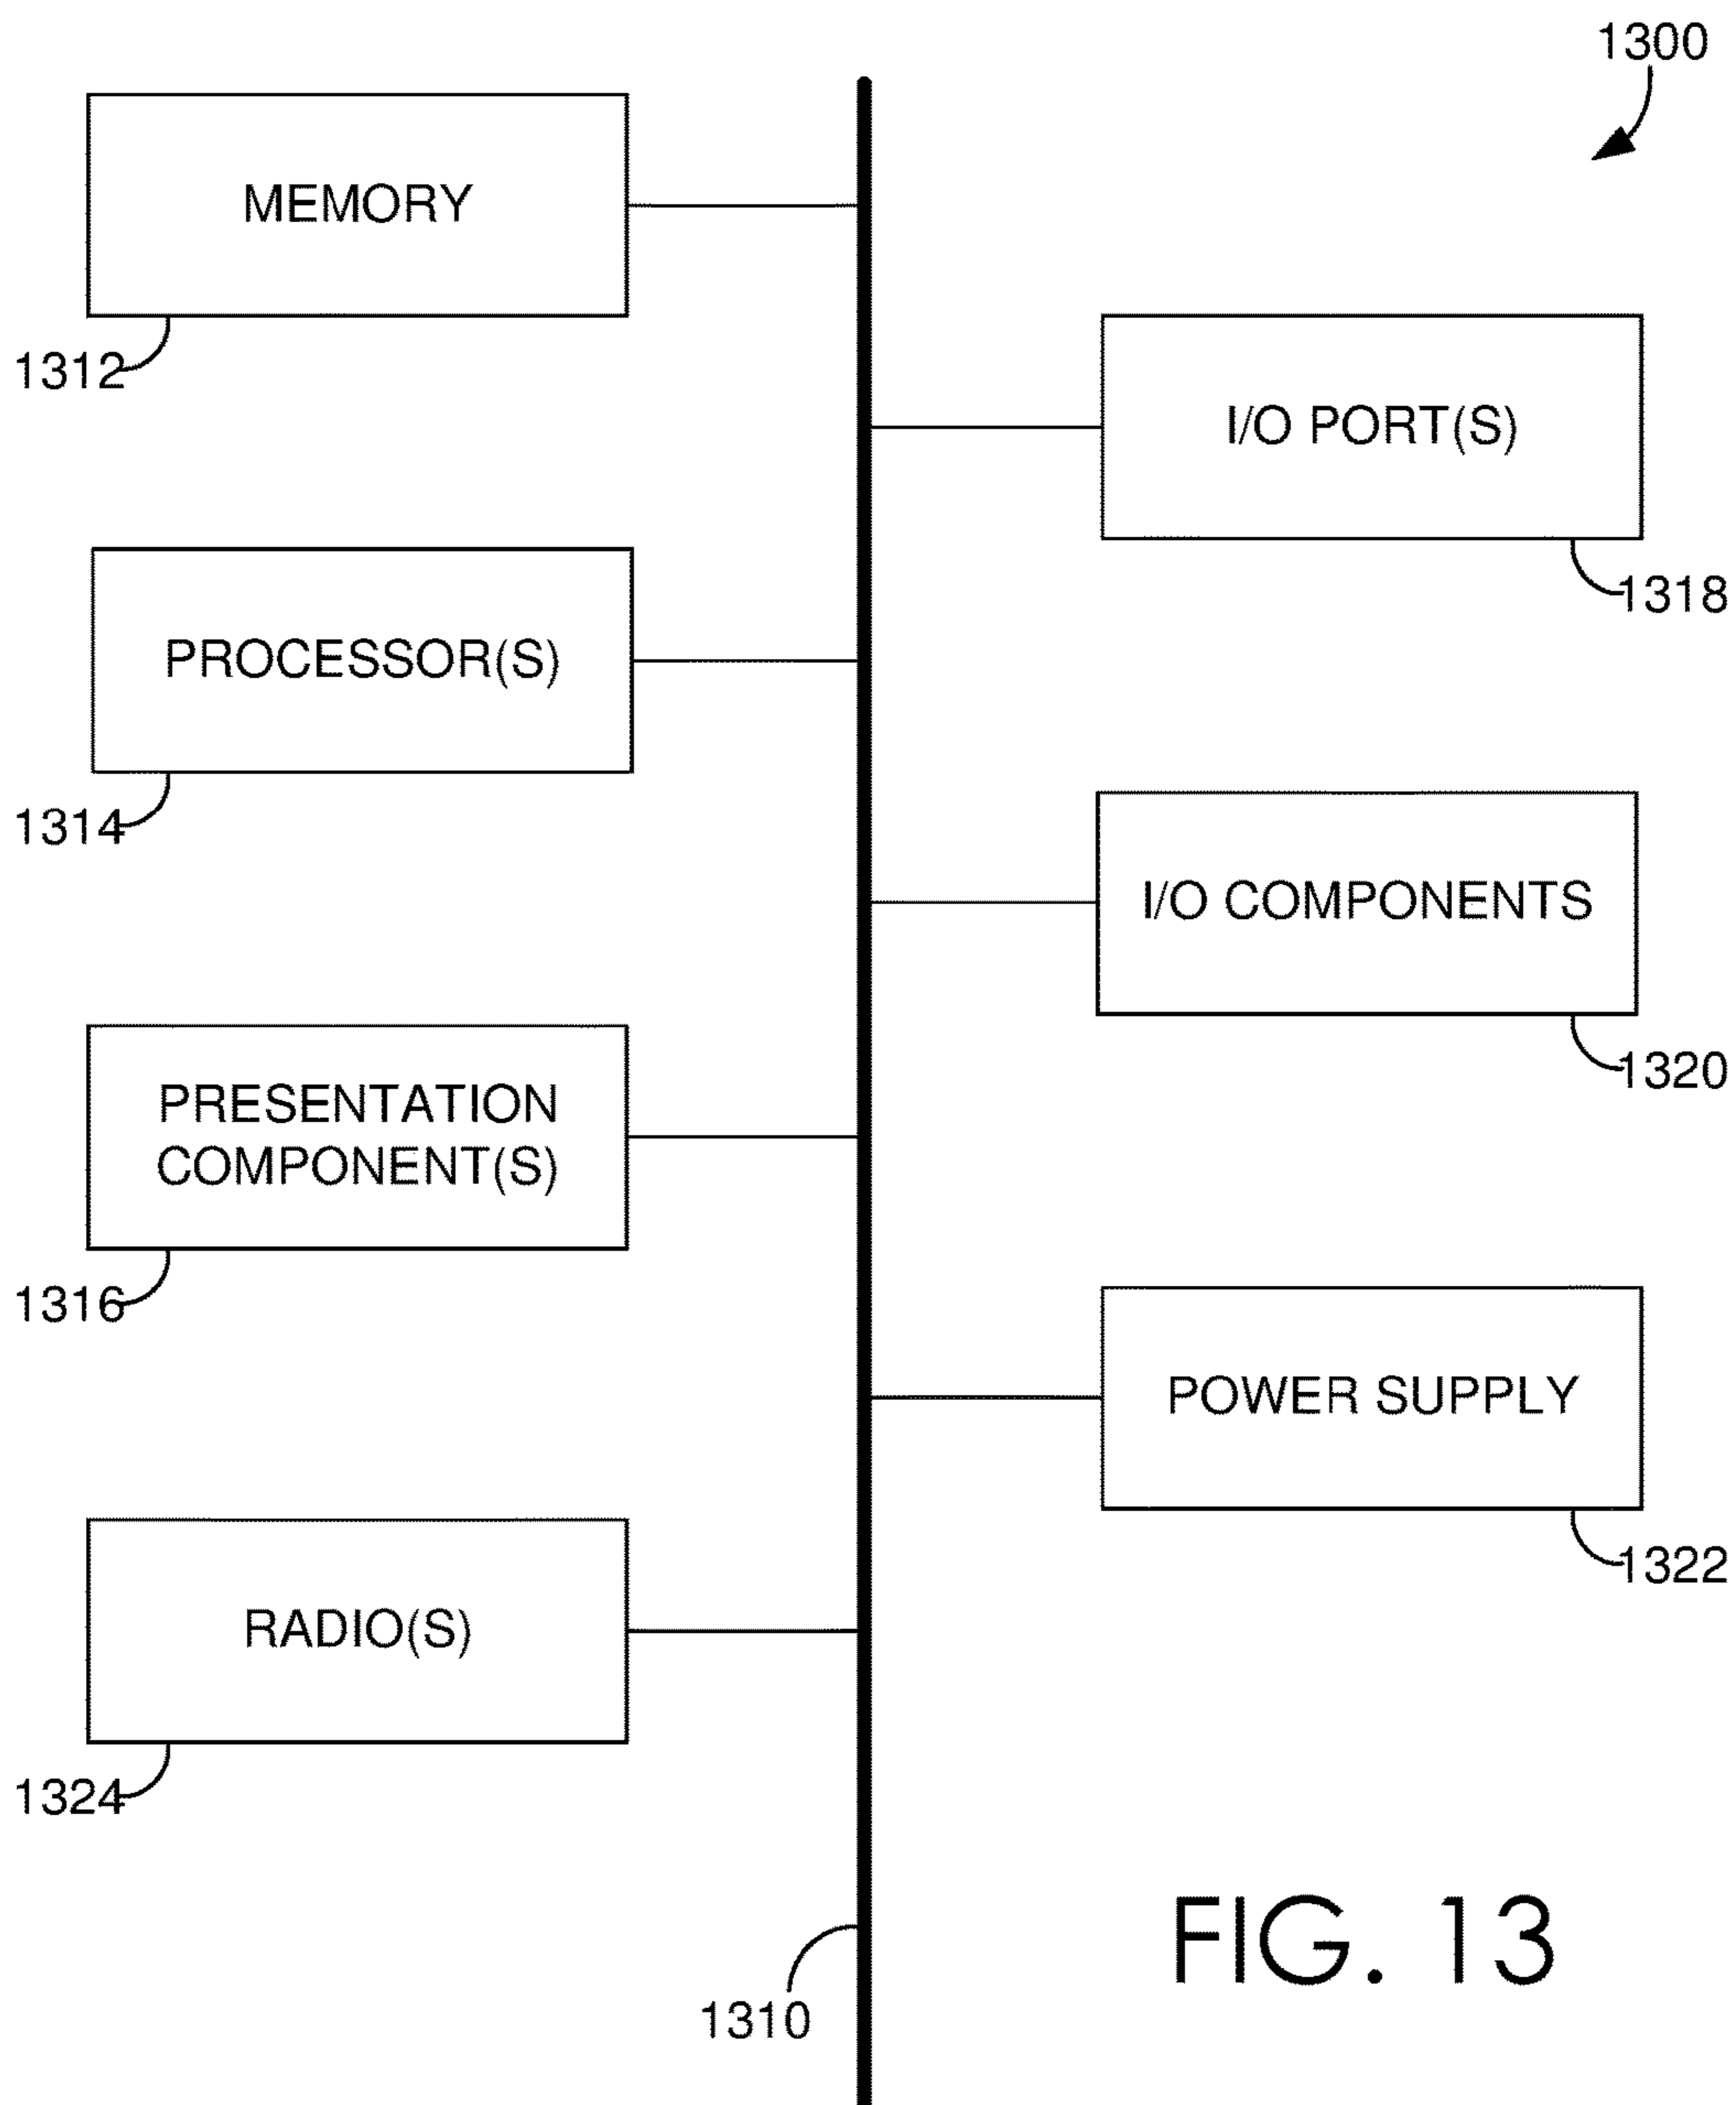 1300
MEMORY
1312
I/O PORT(S)
1318
PROCESSOR(S)
1314
I/O COMPONENTS
1320
PRESENTATION
COMPONENT(S)
1316
POWER SUPPLY
1322
RADIO(S)
1324
1310
FIG. 13